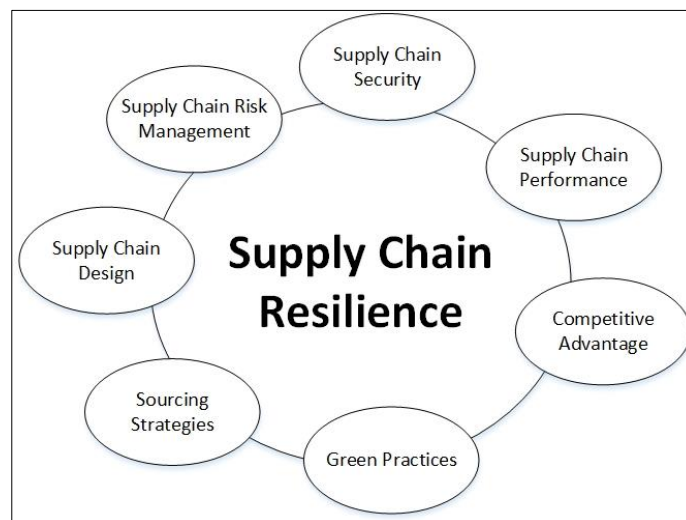 Supply Chain
Security
Supply Chain Risk
Management
Supply Chain
Performance
Supply Chain
Design
Supply Chain
Resilience
Competitive
Advantage
Sourcing
Strategies
Green Practices